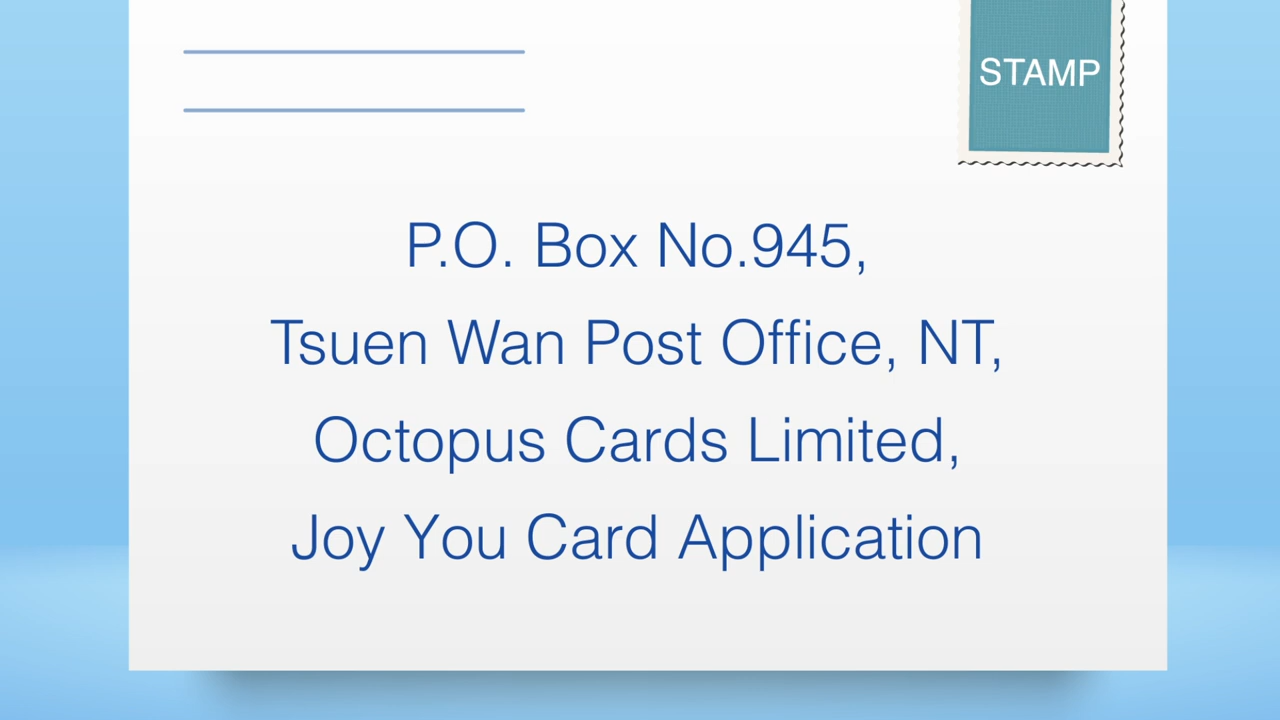 STAMP
P.O. Box No.945,
Tsuen Wan Post Office, NT,
Octopus Cards Limited,
Joy You Card Application